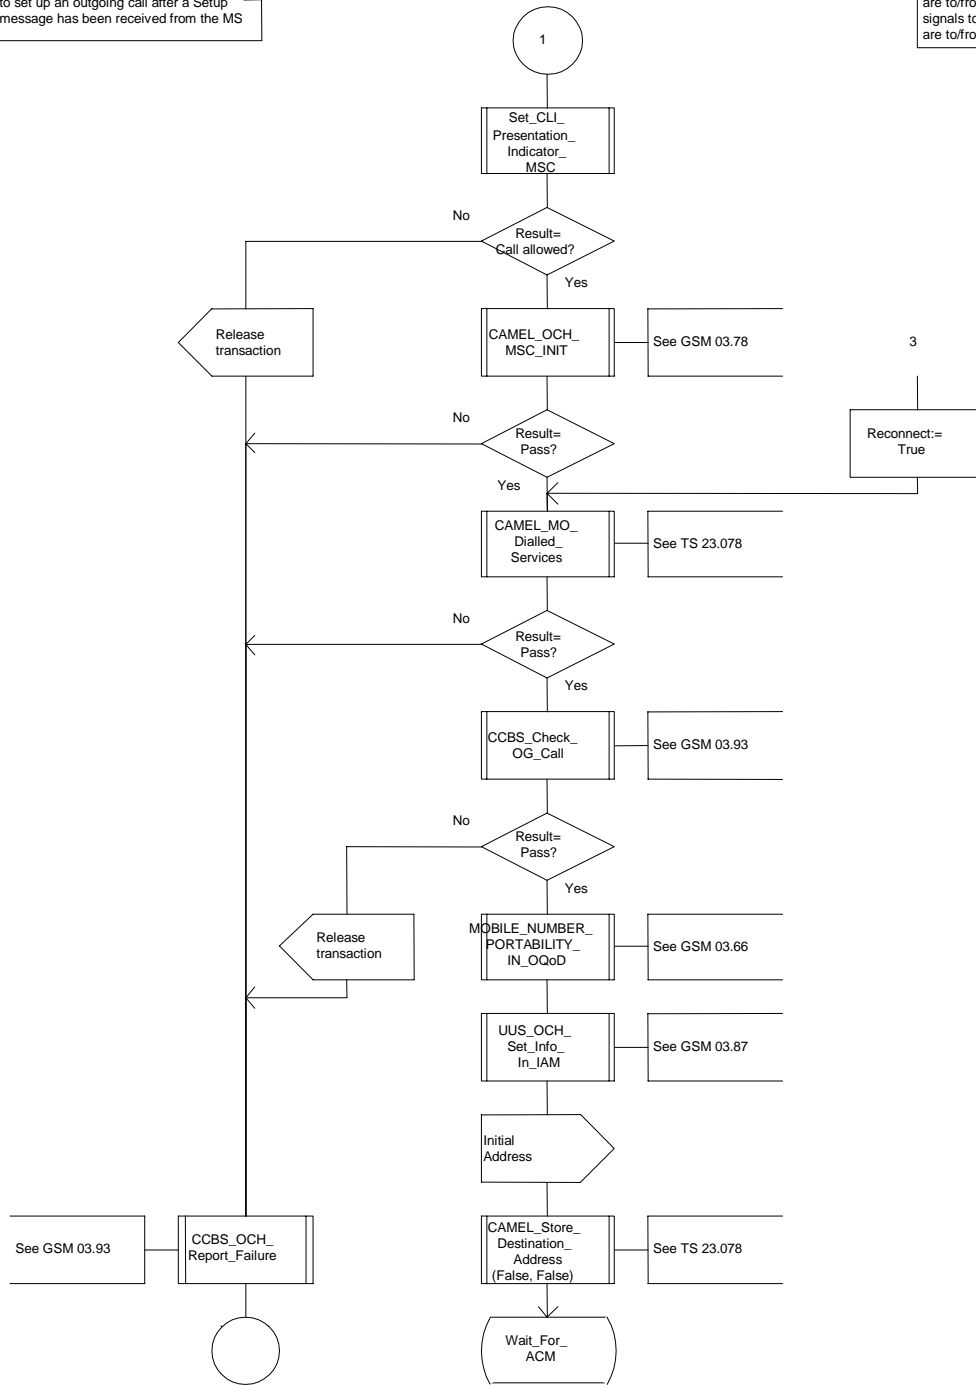 to set up an outgoing call after a Setup
message has been received from the MS
are to/fro
signals to
are to/fro
1
Set_CLI_
Presentation_
Indicator_
MSC
No
Result=
Call allowed?
Yes
Release
transaction
CAMEL_OCH_
MSC_INIT
See GSM 03.78
3
No
Result=
Pass?
Reconnect:=
True
Yes
CAMEL_MO_
Dialled_
Services
See TS 23.078
No
Result=
Pass?
Yes
CCBS_Check_
OG_Call
See GSM 03.93
No
Result=
Pass?
Yes
Release
transaction
MOBILE_NUMBER_
PORTABILITY_
IN_OQoD
See GSM 03.66
UUS_OCH_
Set_Info_
In_IAM
See GSM 03.87
Initial
Address
See GSM 03.93
CCBS_OCH_
Report_Failure
CAMEL_Store_
Destination_
Address
(False, False)
See TS 23.078
Wait_For_
ACM